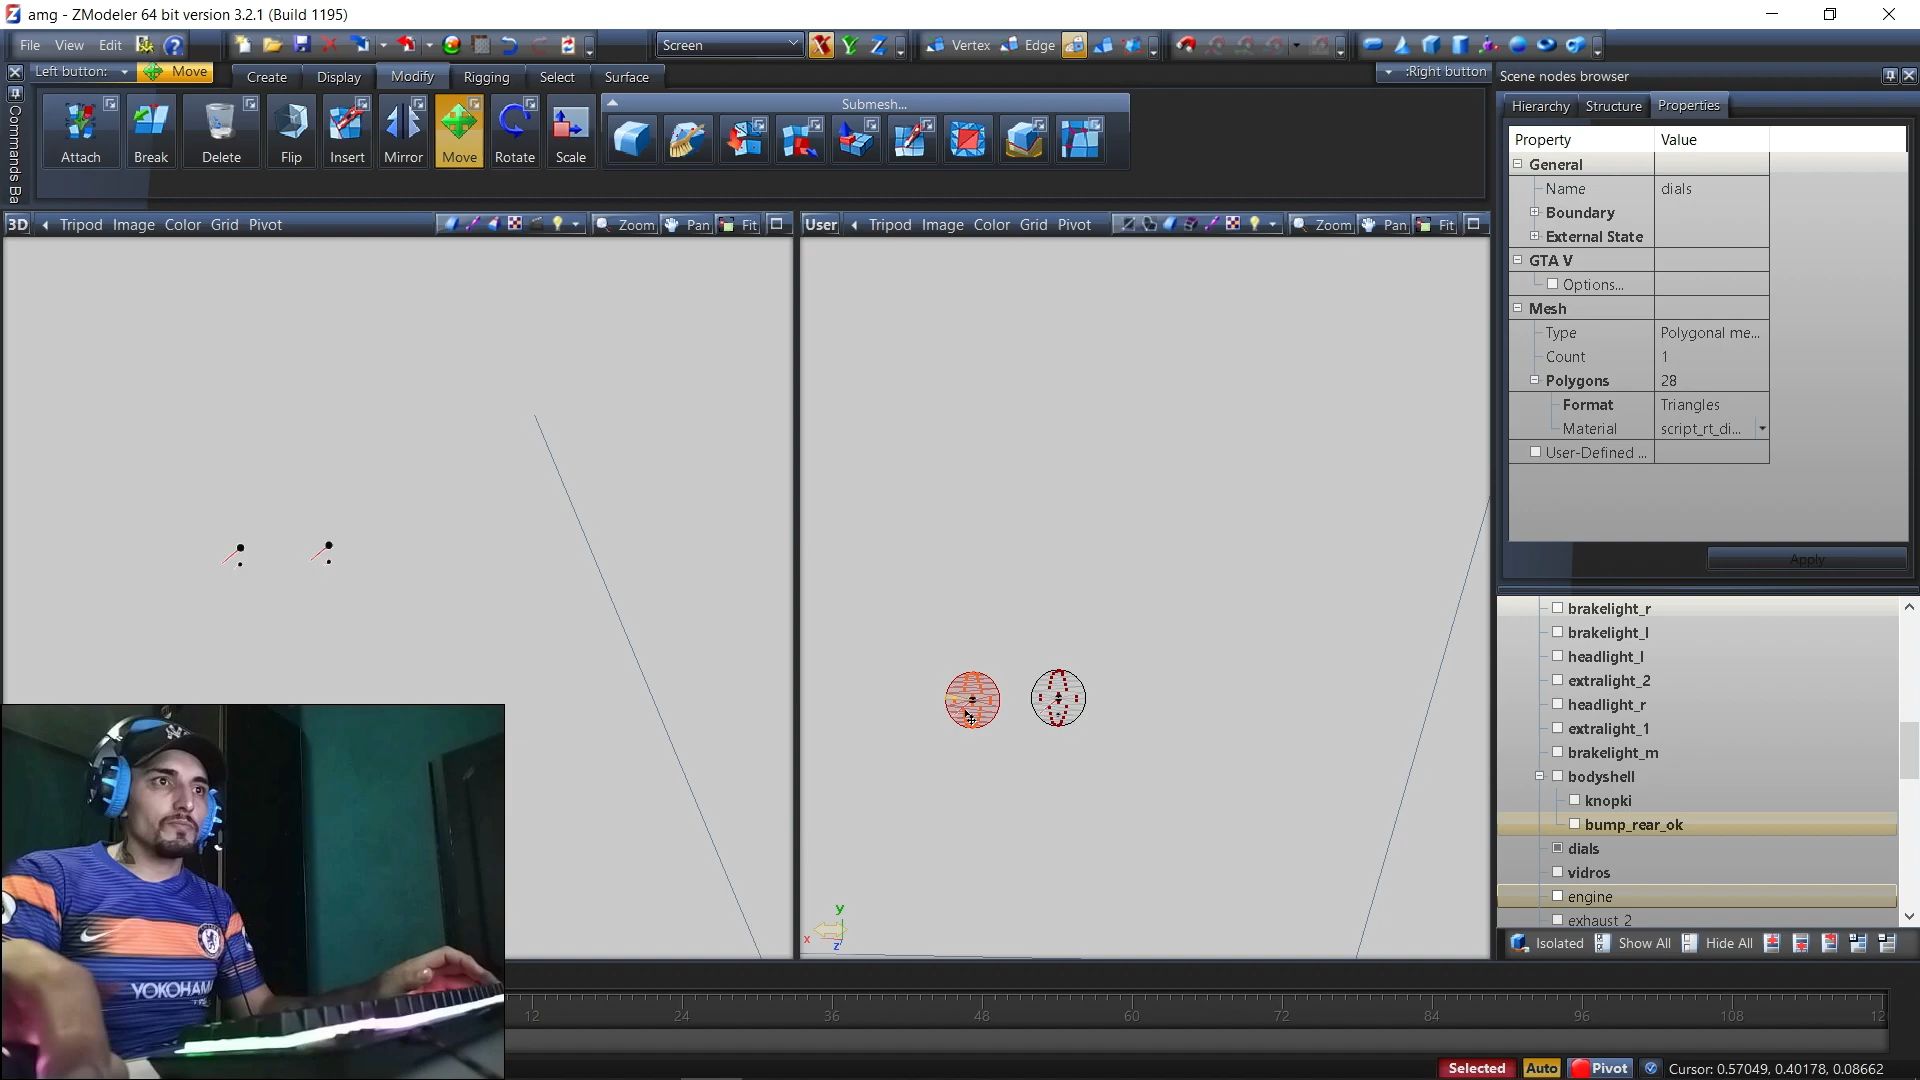 amg - ZModeler 64 bit version 3.2.1 (Build 1195)
File View Edit
Screen
Vertex Edge
Left button: Move
Create Display Modify Rigging Select Surface
:Right button
Commands Ba
Attach Break Delete Flip Insert Mirror Move Rotate Scale
Submesh...
3D Tripod Image Color Grid Pivot Zoom Pan Fit
User Tripod Image Color Grid Pivot Zoom Pan Fit
Scene nodes browser
Hierarchy Structure Properties
Property Value
General
Name dials
Boundary
External State
GTA V
Options...
Mesh
Type Polygonal me...
Count 1
Polygons 28
Format Triangles
Material script_rt_di...
User-Defined ...
Apply
brakelight_r
brakelight_l
headlight_l
extralight_2
headlight_r
extralight_1
brakelight_m
bodyshell
knopki
bump_rear_ok
dials
vidros
engine
exhaust_2
Isolated Show All Hide All
y
x
z
YOKOHAMA
12 24 36 48 60 72 84 96 108 12
Selected Auto Pivot Cursor: 0.57049, 0.40178, 0.08662